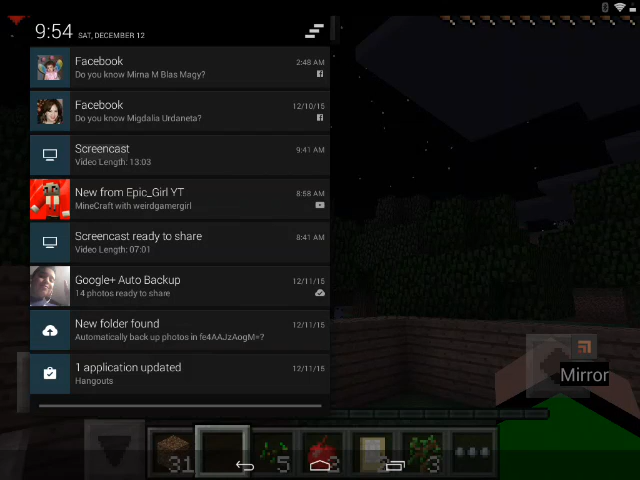 9:54 SAT, DECEMBER 12
Facebook 2:48 AM
Do you know Mirna M Blas Magy?
Facebook 12/10/15
Do you know Migdalia Urdaneta?
Screencast 9:41 AM
Video Length: 13:03
New from Epic_Girl YT 8:58 AM
MineCraft with weirdgamergirl
Screencast ready to share 8:41 AM
Video Length: 07:01
Google+ Auto Backup 12/11/15
14 photos ready to share
New folder found 12/11/15
Automatically back up photos in fe4AAJzAogM=?
1 application updated 12/11/15
Hangouts
Mirror
31 5 2 2 3